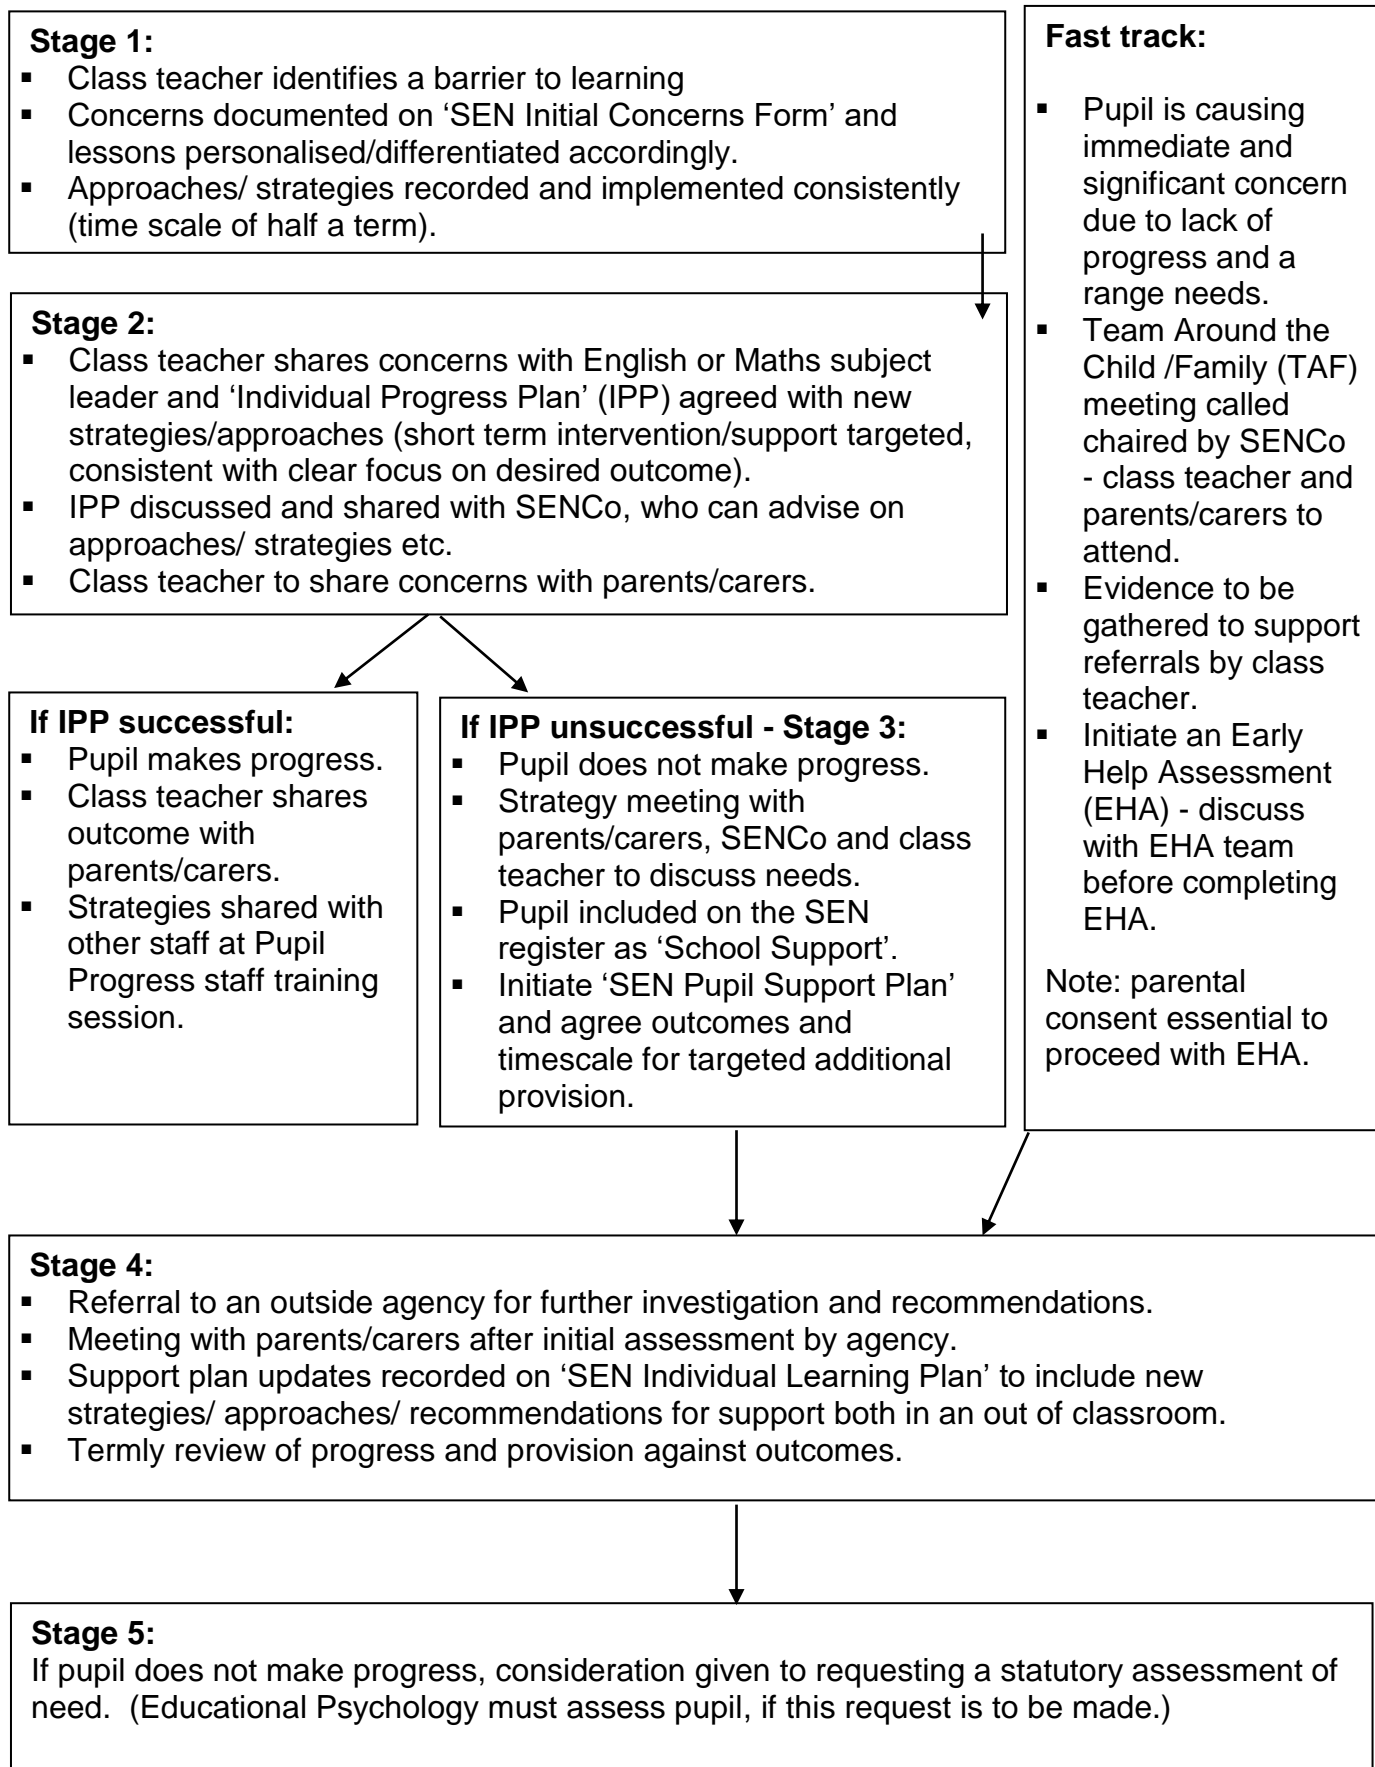 Stage 1:
▪ Class teacher identifies a barrier to learning
▪ Concerns documented on ‘SEN Initial Concerns Form’ and
lessons personalised/differentiated accordingly.
▪ Approaches/ strategies recorded and implemented consistently
(time scale of half a term).
Stage 2:
▪ Class teacher shares concerns with English or Maths subject
leader and ‘Individual Progress Plan’ (IPP) agreed with new
strategies/approaches (short term intervention/support targeted,
consistent with clear focus on desired outcome).
▪ IPP discussed and shared with SENCo, who can advise on
approaches/ strategies etc.
▪ Class teacher to share concerns with parents/carers.
If IPP successful:
▪ Pupil makes progress.
▪ Class teacher shares
outcome with
parents/carers.
▪ Strategies shared with
other staff at Pupil
Progress staff training
session.
If IPP unsuccessful - Stage 3:
▪ Pupil does not make progress.
▪ Strategy meeting with
parents/carers, SENCo and class
teacher to discuss needs.
▪ Pupil included on the SEN
register as ‘School Support’.
▪ Initiate ‘SEN Pupil Support Plan’
and agree outcomes and
timescale for targeted additional
provision.
Fast track:
▪ Pupil is causing
immediate and
significant concern
due to lack of
progress and a
range needs.
▪ Team Around the
Child /Family (TAF)
meeting called
chaired by SENCo
- class teacher and
parents/carers to
attend.
▪ Evidence to be
gathered to support
referrals by class
teacher.
▪ Initiate an Early
Help Assessment
(EHA) - discuss
with EHA team
before completing
EHA.
Note: parental
consent essential to
proceed with EHA.
Stage 4:
▪ Referral to an outside agency for further investigation and recommendations.
▪ Meeting with parents/carers after initial assessment by agency.
▪ Support plan updates recorded on ‘SEN Individual Learning Plan’ to include new
strategies/ approaches/ recommendations for support both in an out of classroom.
▪ Termly review of progress and provision against outcomes.
Stage 5:
If pupil does not make progress, consideration given to requesting a statutory assessment of
need.  (Educational Psychology must assess pupil, if this request is to be made.)